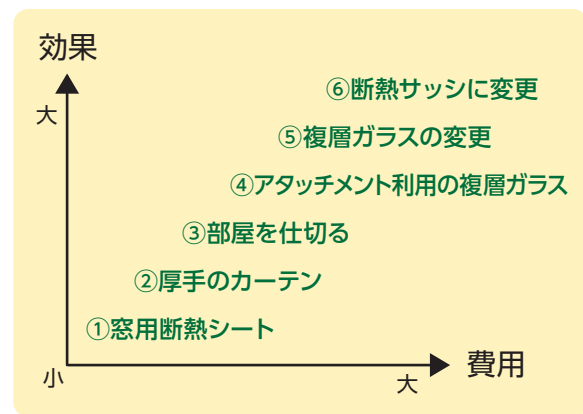 効果
大
⑥断熱サッシに変更
⑤複層ガラスの変更
④アタッチメント利用の複層ガラス
③部屋を仕切る
②厚手のカーテン
①窓用断熱シート
小
大
費用